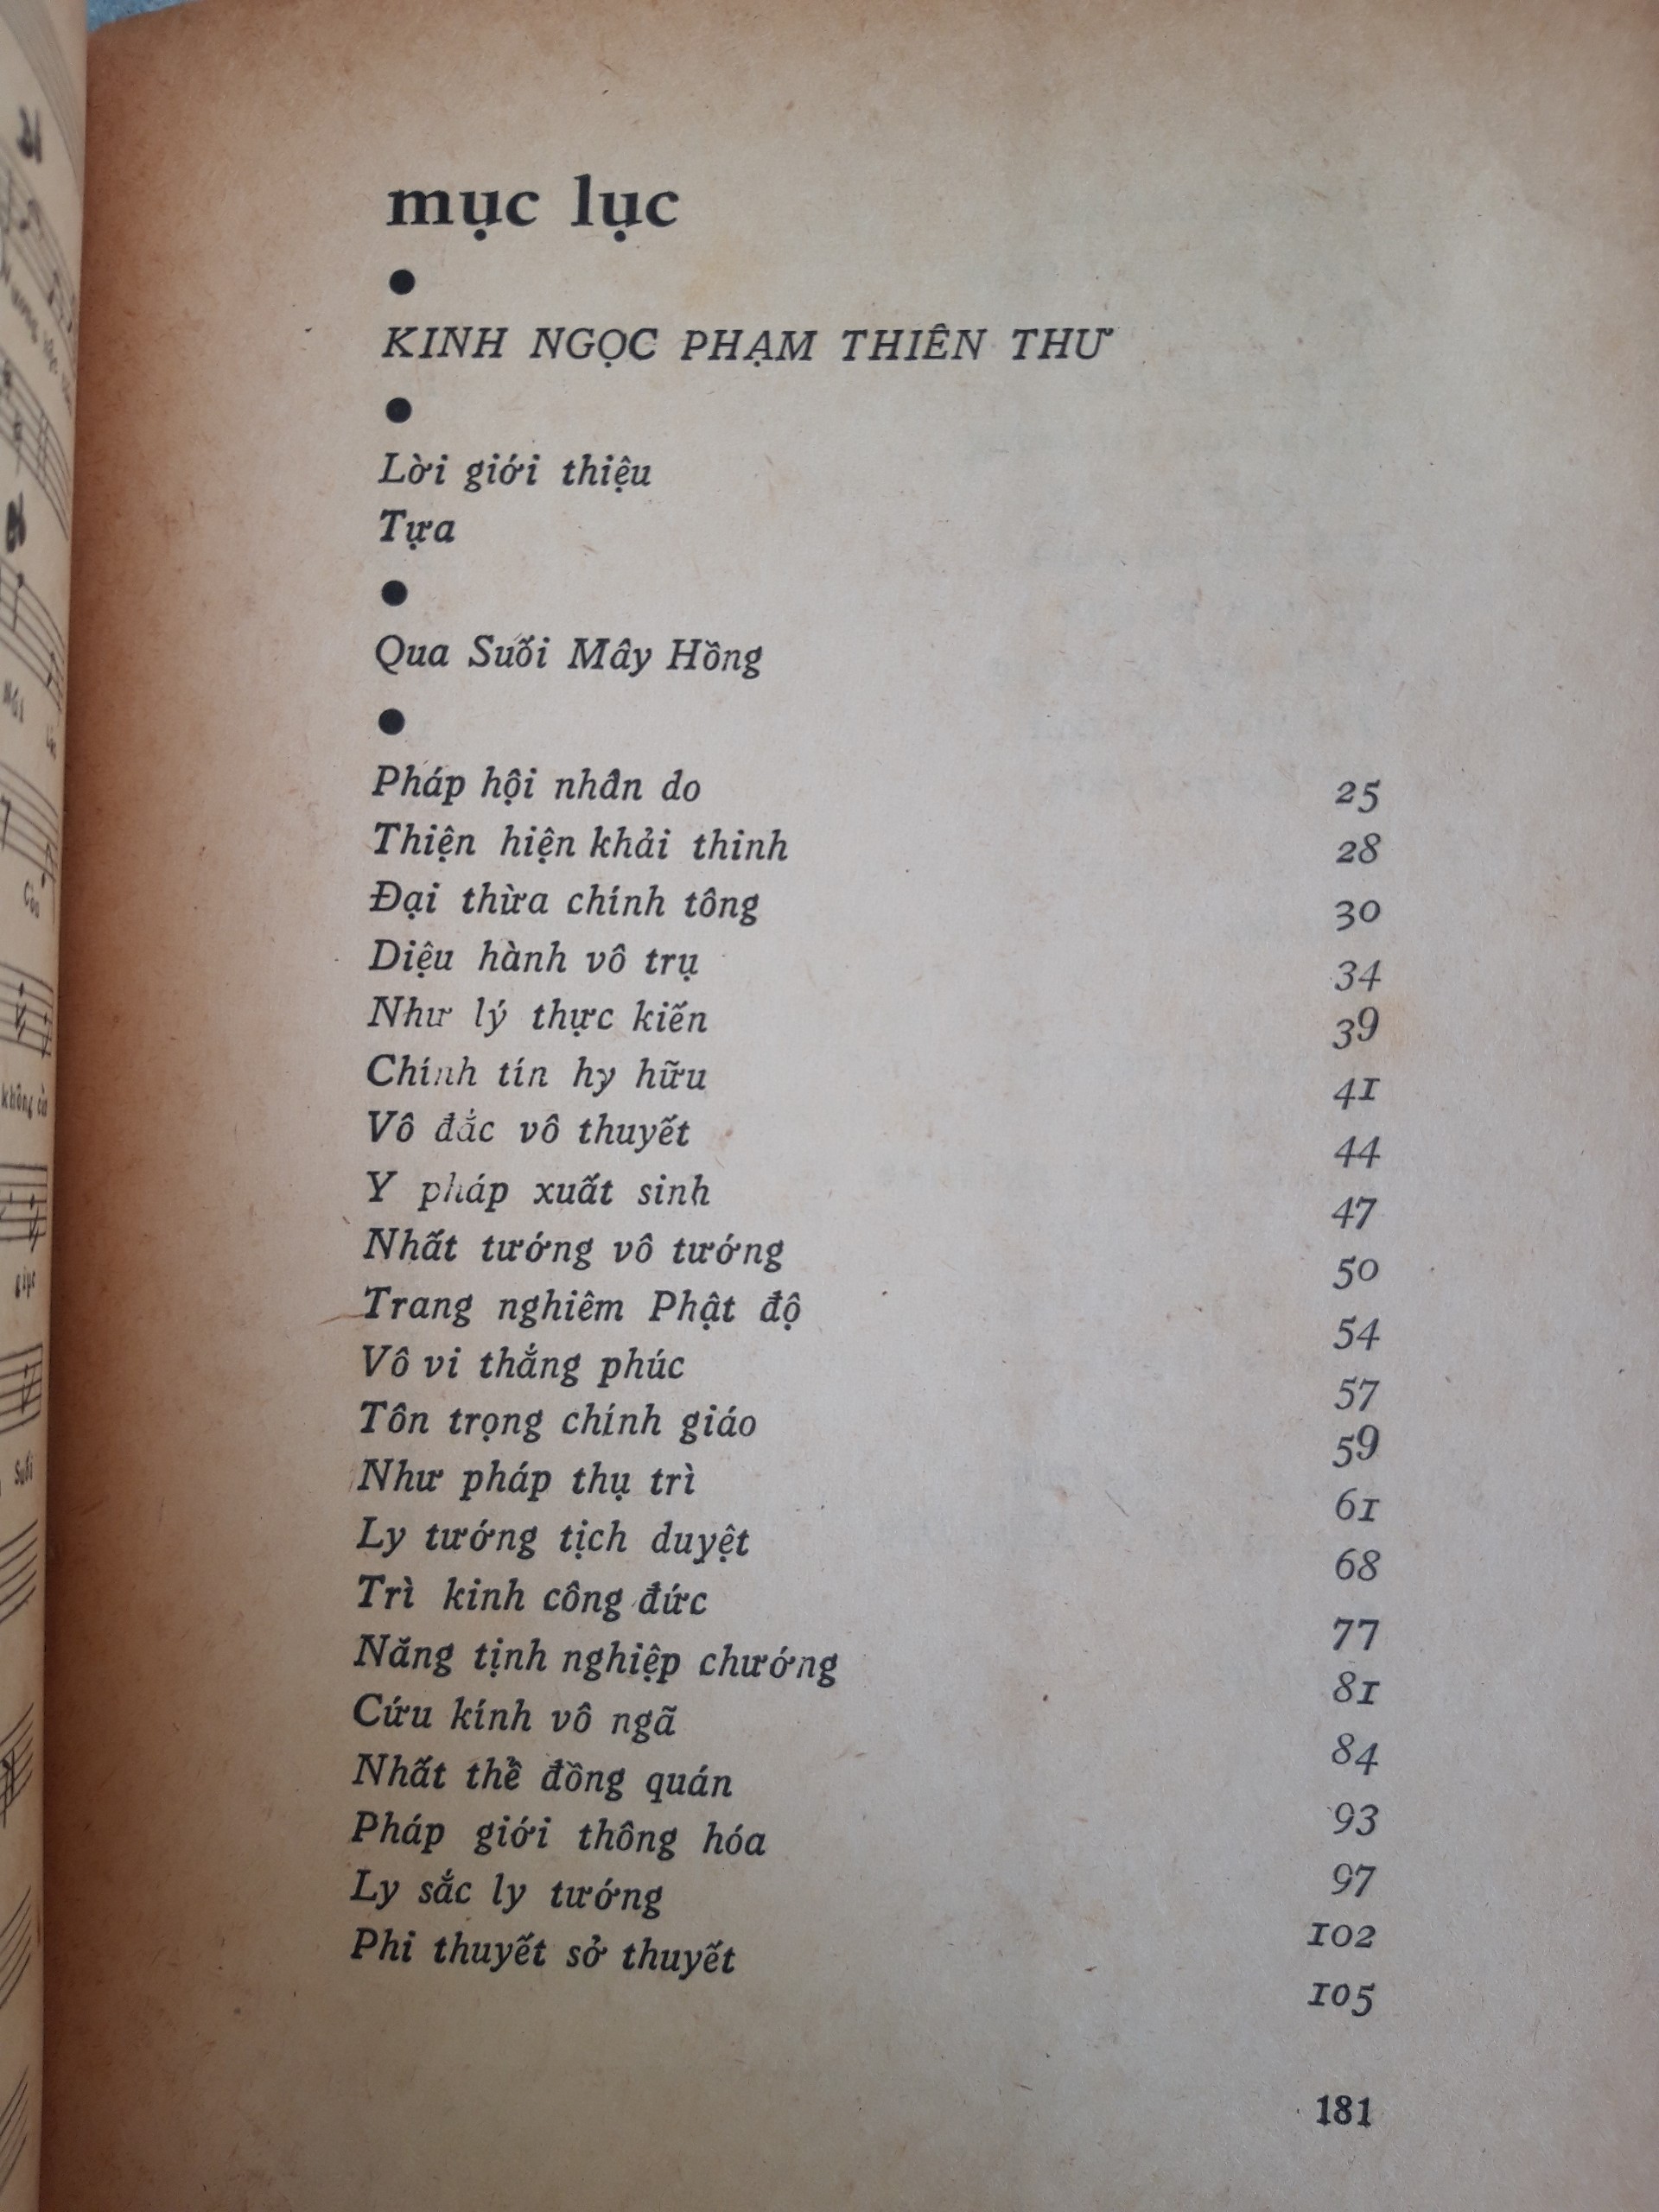 mục lục
KINH NGỌC PHẠM THIÊN THƯ
Lời giới thiệu
Tựa
Qua Suối Mây Hồng
Pháp hội nhân do 25
Thiện hiện khải thinh 28
Đại thừa chính tông 30
Diệu hành vô trụ 34
Như lý thực kiến 39
Chính tín hy hữu 41
Vô đắc vô thuyết 44
Y pháp xuất sinh 47
Nhất tướng vô tướng 50
Trang nghiêm Phật độ 54
Vô vi thắng phúc 57
Tôn trọng chính giáo 59
Như pháp thụ trì 61
Ly tướng tịch duyệt 68
Trì kinh công đức 77
Năng tịnh nghiệp chướng 81
Cứu kính vô ngã 84
Nhất thể đồng quán 93
Pháp giới thông hóa 97
Ly sắc ly tướng 102
Phi thuyết sở thuyết 105
181
không
giục
Suối